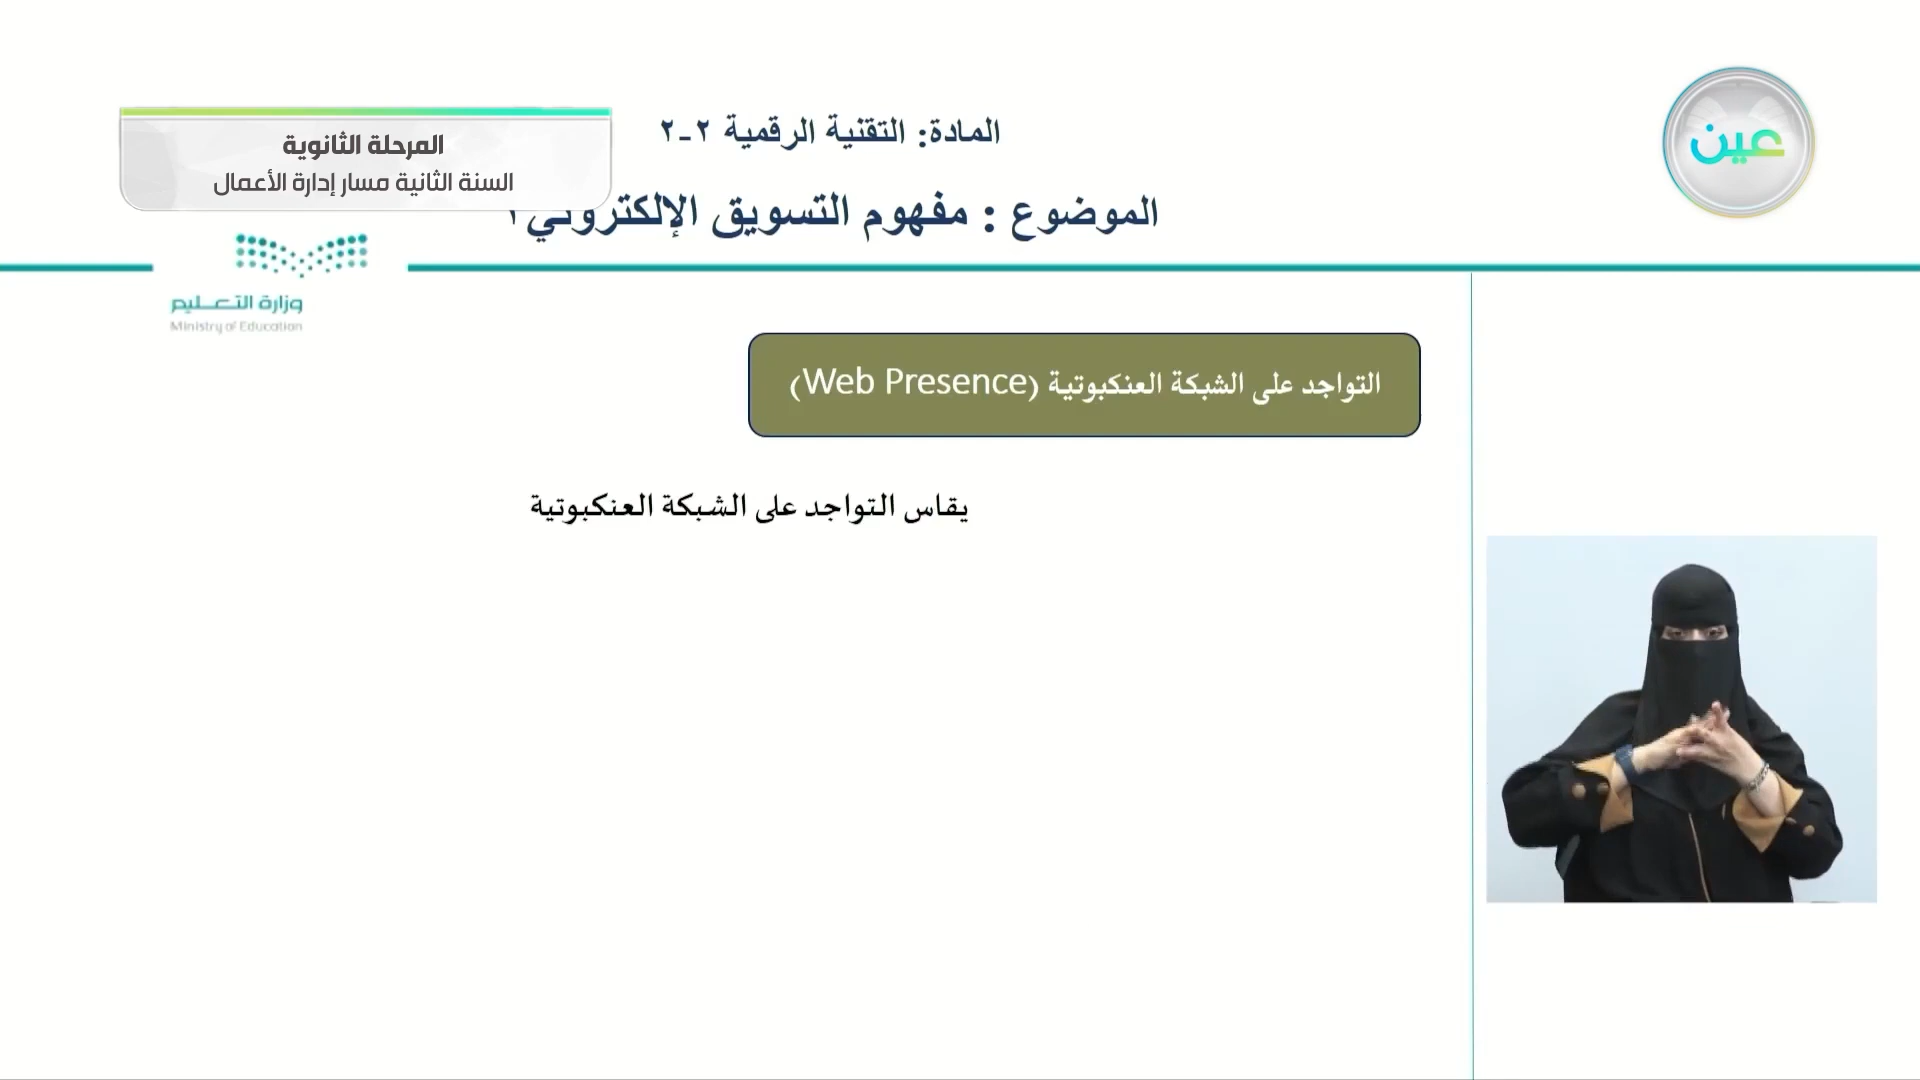 المادة: التقنية الرقمية ٢-٢
عين
المرحلة الثانوية
السنة الثانية مسار إدارة الأعمال
الموضوع : مفهوم التسويق الإلكتروني
وزارة التعليم
Ministry of Education
التواجد على الشبكة العنكبوتية (Web Presence)
يقاس التواجد على الشبكة العنكبوتية